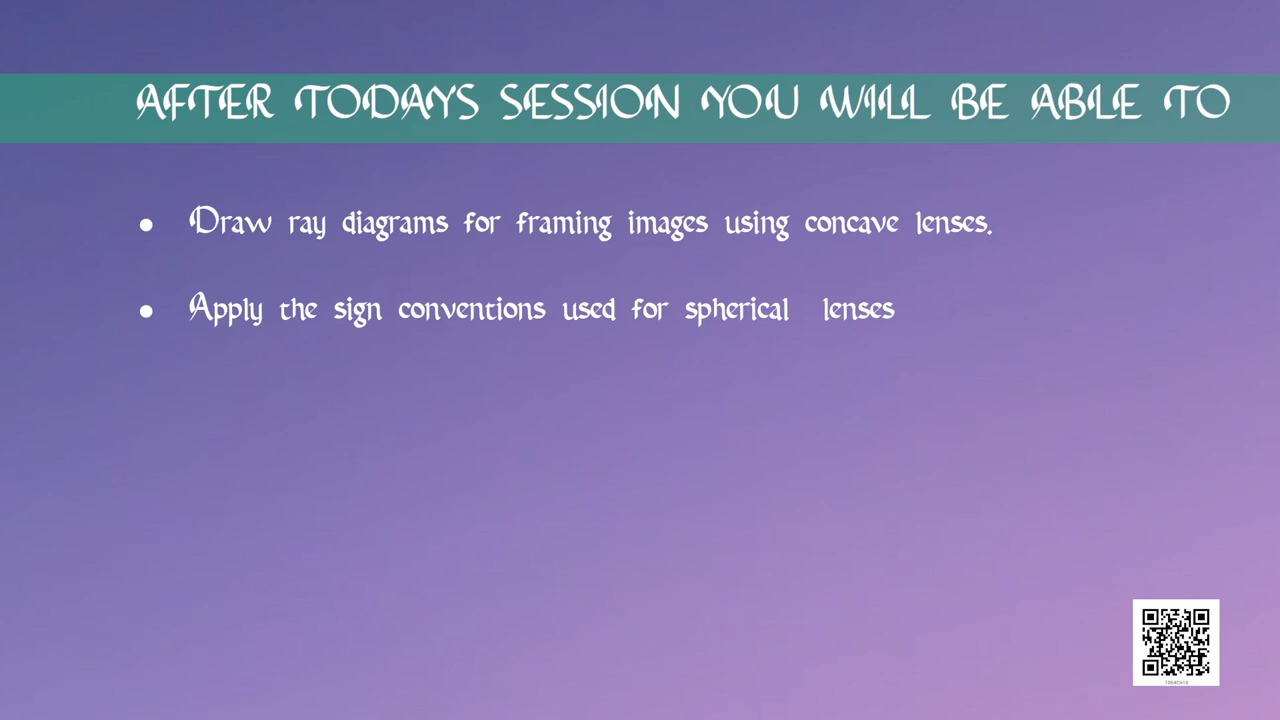 AFTER TODAYS SESSION YOU WILL BE ABLE TO
• Draw ray diagrams for framing images using concave lenses.
• Apply the sign conventions used for spherical lenses